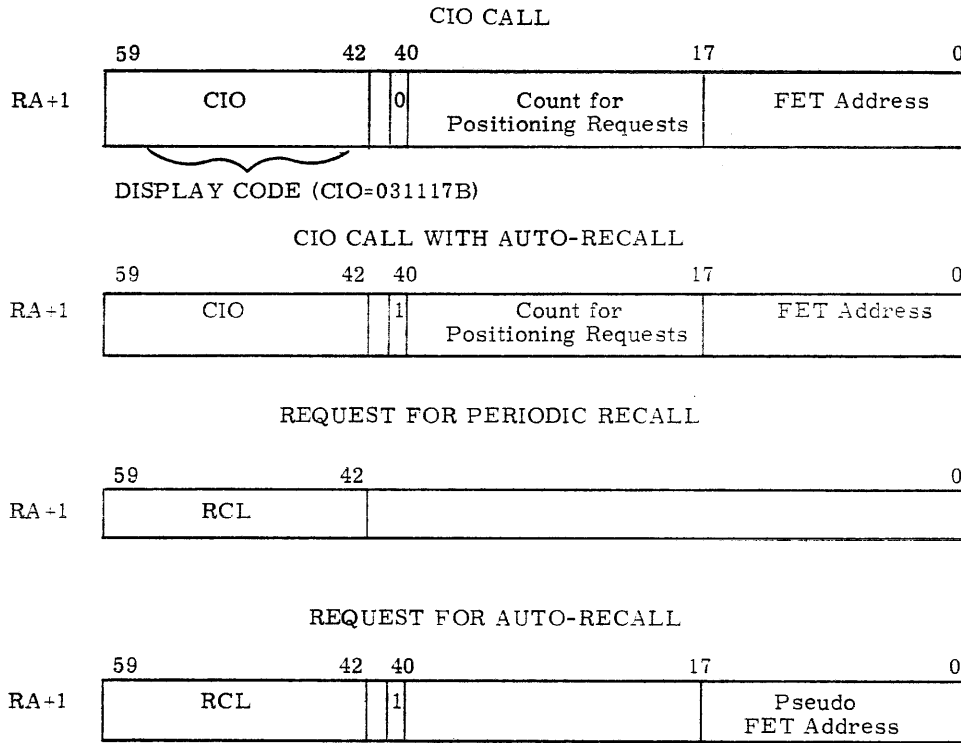 CIO CALL
59 42 40 17 0
RA+1 CIO 0 Count for Positioning Requests FET Address
DISPLAY CODE (CIO=031117B)
CIO CALL WITH AUTO-RECALL
59 42 40 17 0
RA+1 CIO 1 Count for Positioning Requests FET Address
REQUEST FOR PERIODIC RECALL
59 42 0
RA+1 RCL
REQUEST FOR AUTO-RECALL
59 42 40 17 0
RA+1 RCL 1 Pseudo FET Address